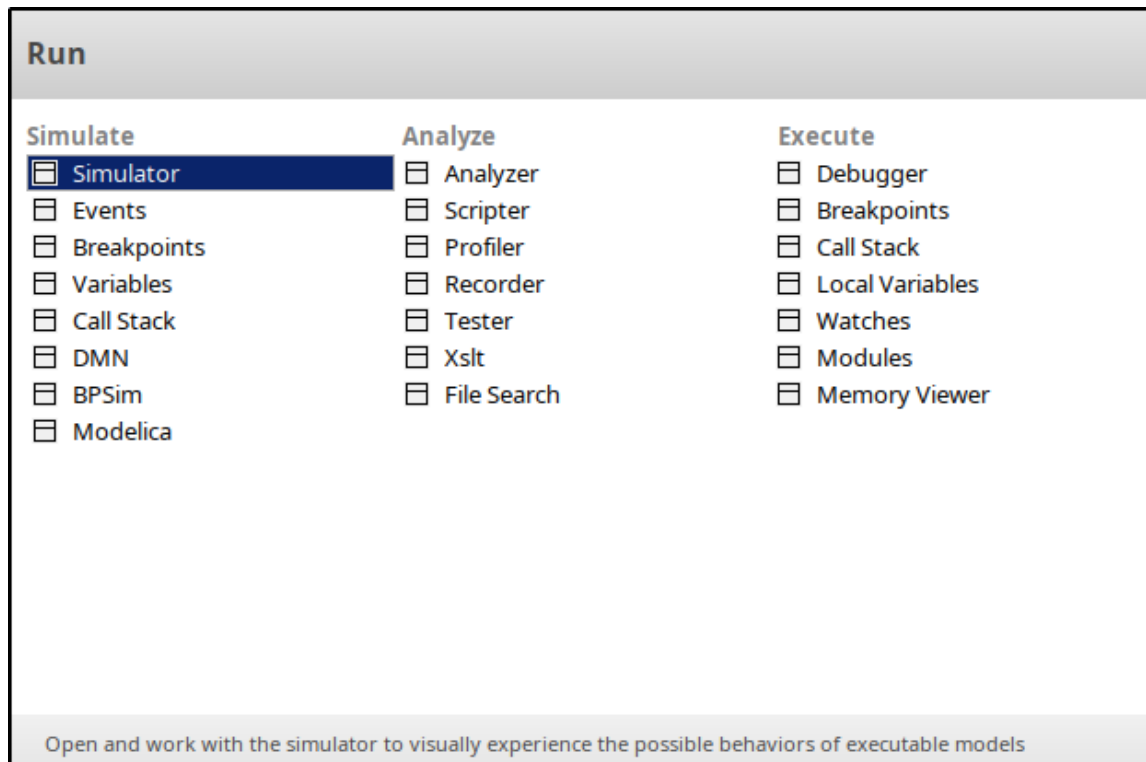 Run
Simulate
Simulator
Events
Breakpoints
Variables
Call Stack
DMN
BPSim
Modelica
Analyze
Analyzer
Scripter
Profiler
Recorder
Tester
Xslt
File Search
Execute
Debugger
Breakpoints
Call Stack
Local Variables
Watches
Modules
Memory Viewer
Open and work with the simulator to visually experience the possible behaviors of executable models